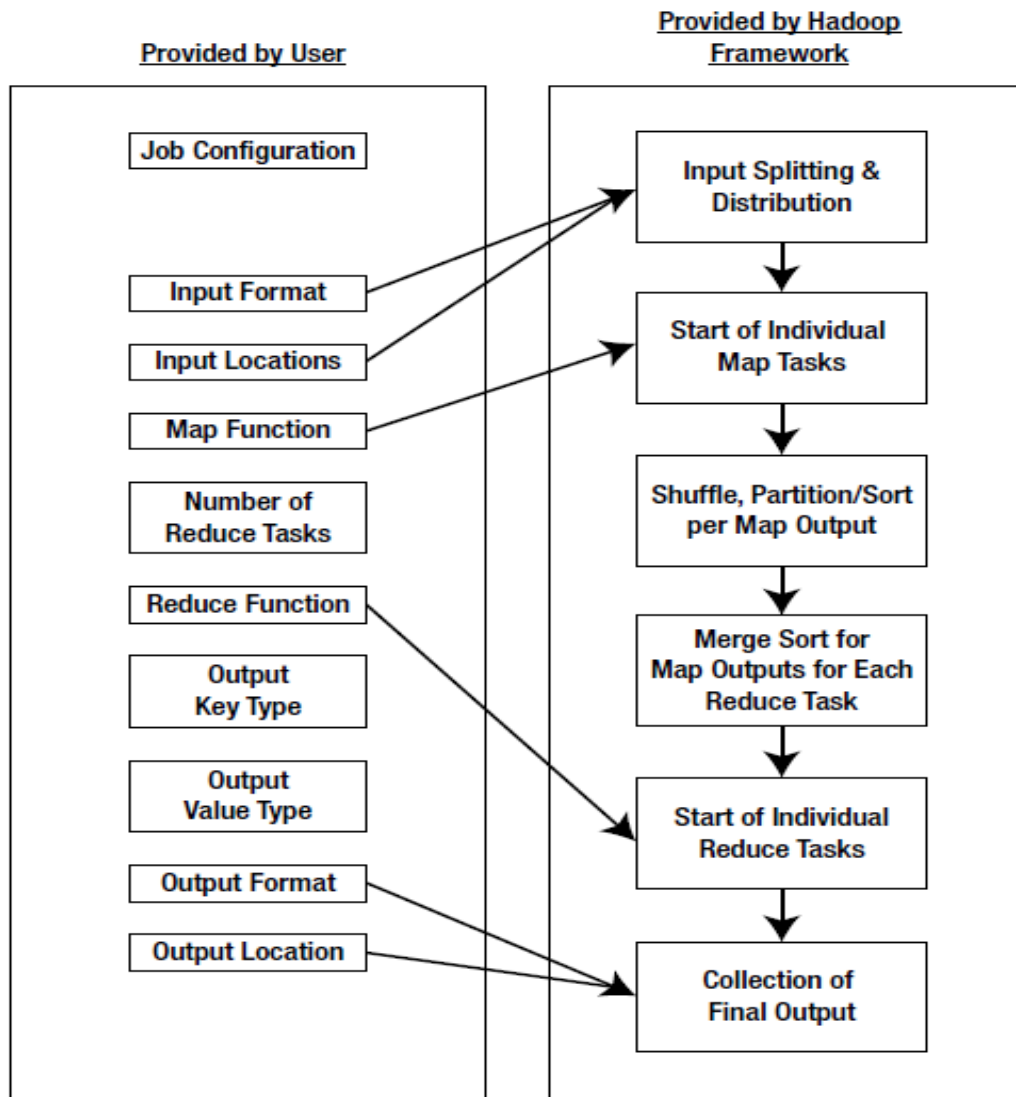 Provided by User
Job Configuration
Input Format
Input Locations
Map Function
Number of
Reduce Tasks
Reduce Function
Output
Key Type
Output
Value Type
Output Format
Output Location
Provided by Hadoop
Framework
Input Splitting &
Distribution
Start of Individual
Map Tasks
Shuffle, Partition/Sort
per Map Output
Merge Sort for
Map Outputs for Each
Reduce Task
Start of Individual
Reduce Tasks
Collection of
Final Output